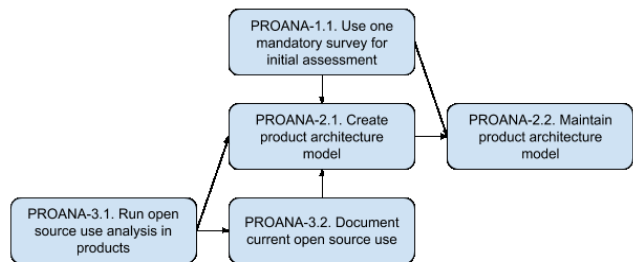 PROANA-1.1. Use one
mandatory survey for
initial assessment
PROANA-2.1. Create
product architecture
model
PROANA-2.2. Maintain
product architecture
model
PROANA-3.1. Run open
source use analysis in
products
PROANA-3.2. Document
current open source use